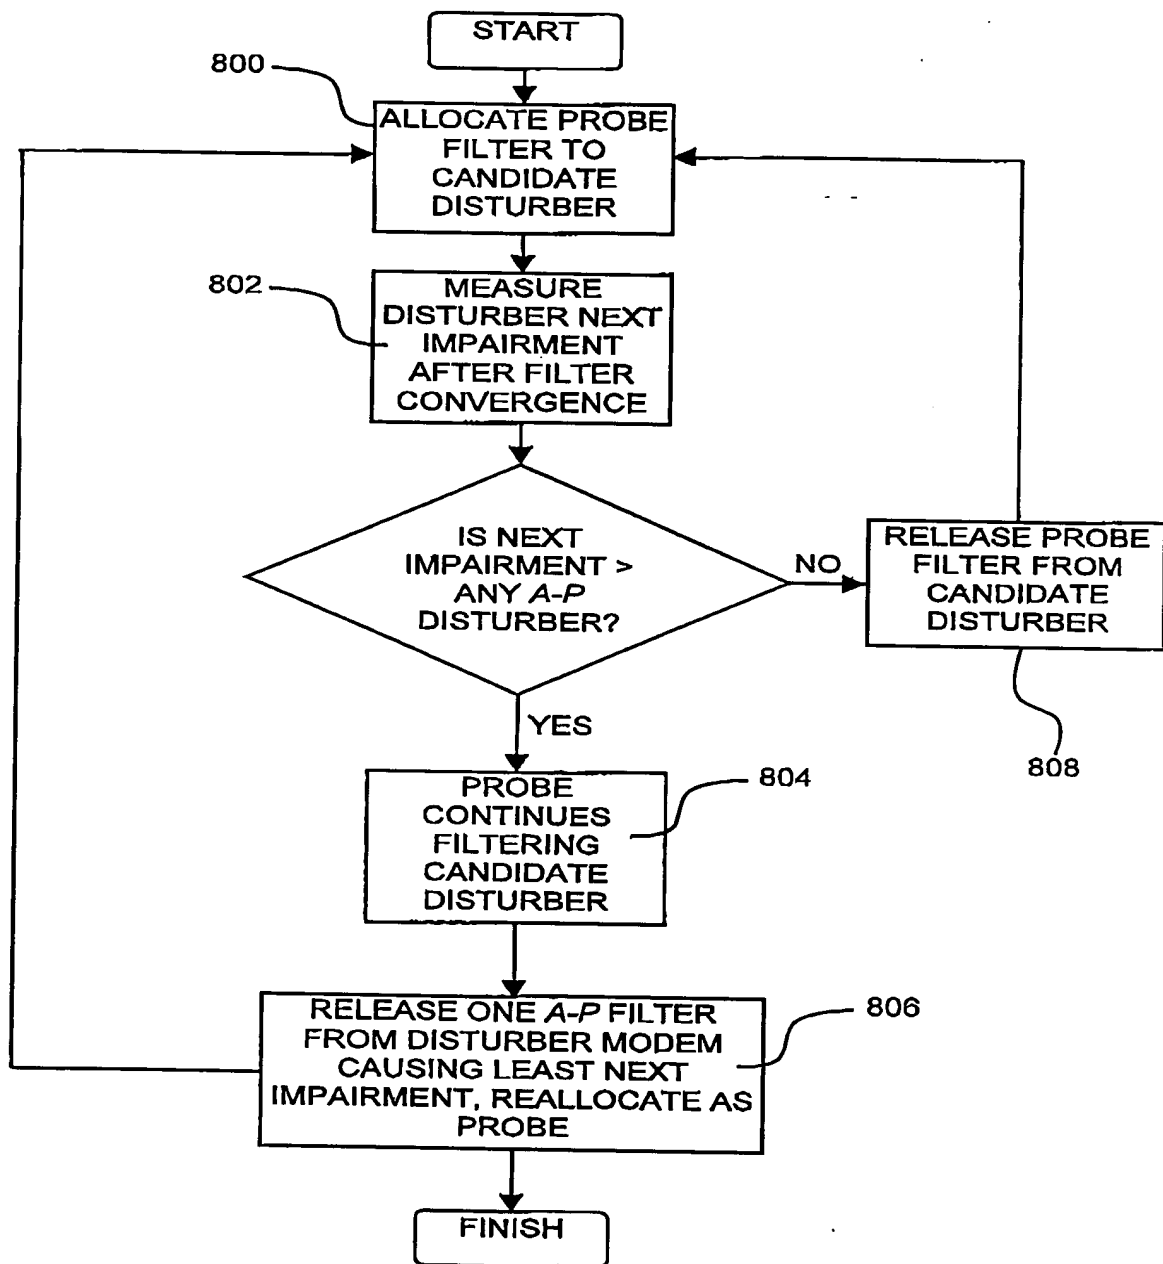 START
800
ALLOCATE PROBE
FILTER TO
CANDIDATE
DISTURBER
802
MEASURE
DISTURBER NEXT
IMPAIRMENT
AFTER FILTER
CONVERGENCE
IS NEXT
IMPAIRMENT >
ANY A-P
DISTURBER?
NO
RELEASE PROBE
FILTER FROM
CANDIDATE
DISTURBER
808
YES
PROBE
CONTINUES
FILTERING
CANDIDATE
DISTURBER
804
RELEASE ONE A-P FILTER
FROM DISTURBER MODEM
CAUSING LEAST NEXT
IMPAIRMENT, REALLOCATE AS
PROBE
806
FINISH